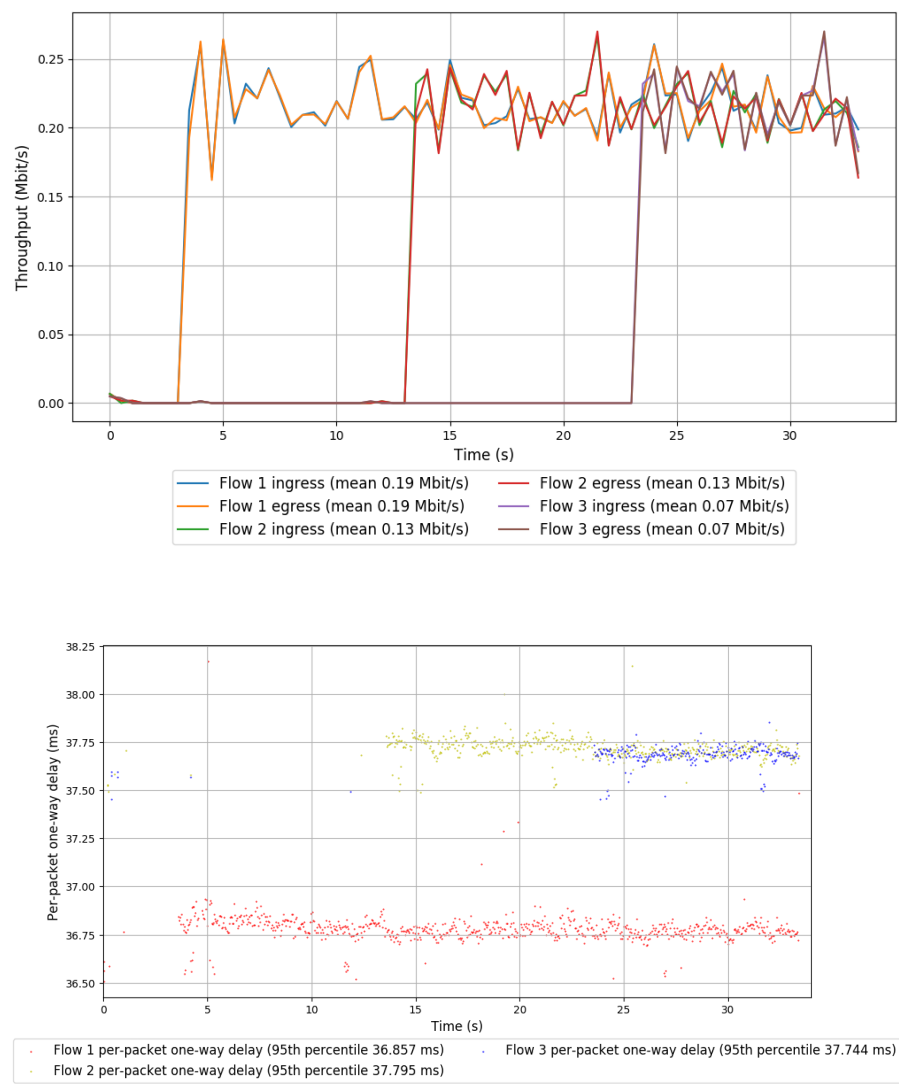 0.25
0.20
0.15
0.10
0.05
0.00
Throughput (Mbit/s)
0 5 10 15 20 25 30
Time (s)
Flow 1 ingress (mean 0.19 Mbit/s) Flow 2 egress (mean 0.13 Mbit/s)
Flow 1 egress (mean 0.19 Mbit/s) Flow 3 ingress (mean 0.07 Mbit/s)
Flow 2 ingress (mean 0.13 Mbit/s) Flow 3 egress (mean 0.07 Mbit/s)
38.25
38.00
37.75
37.50
37.25
37.00
36.75
36.50
Per-packet one-way delay (ms)
0 5 10 15 20 25 30
Time (s)
Flow 1 per-packet one-way delay (95th percentile 36.857 ms) Flow 3 per-packet one-way delay (95th percentile 37.744 ms)
Flow 2 per-packet one-way delay (95th percentile 37.795 ms)